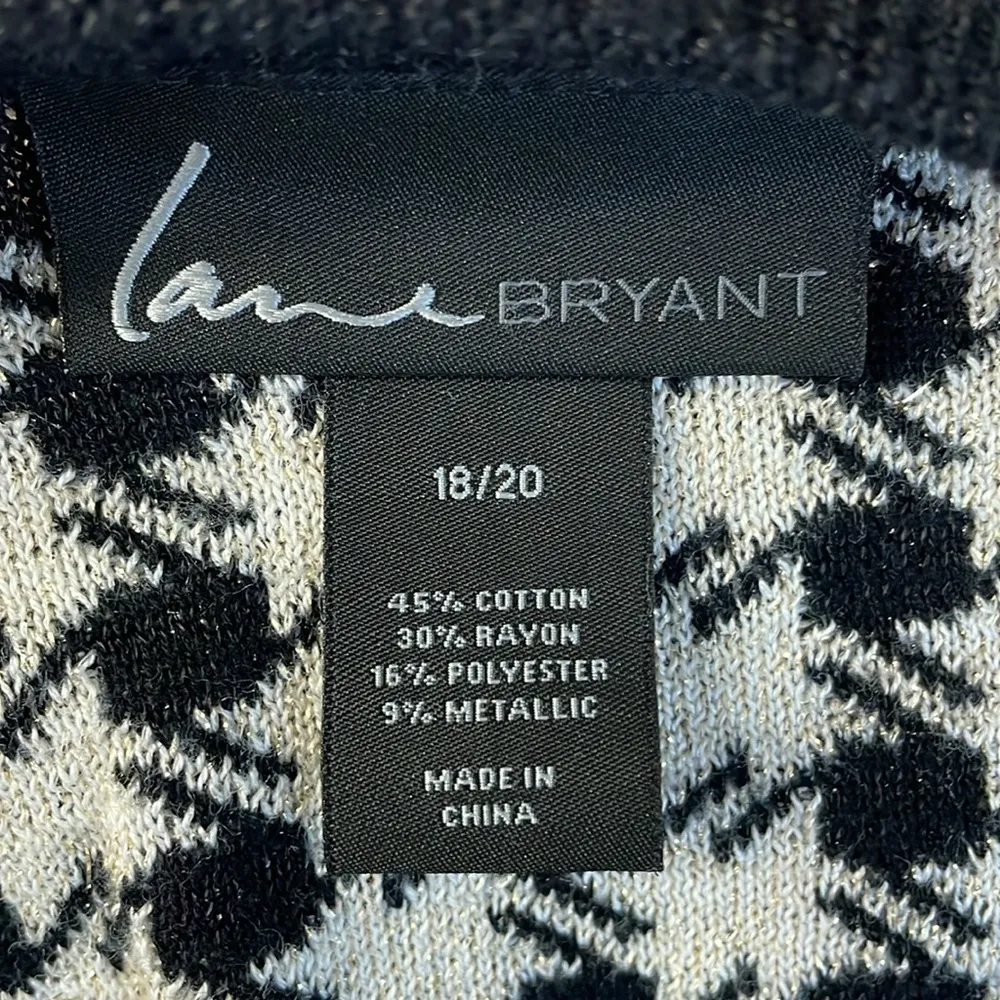 lane BRYANT
18/20
45% COTTON
30% RAYON
16% POLYESTER
9% METALLIC
MADE IN
CHINA